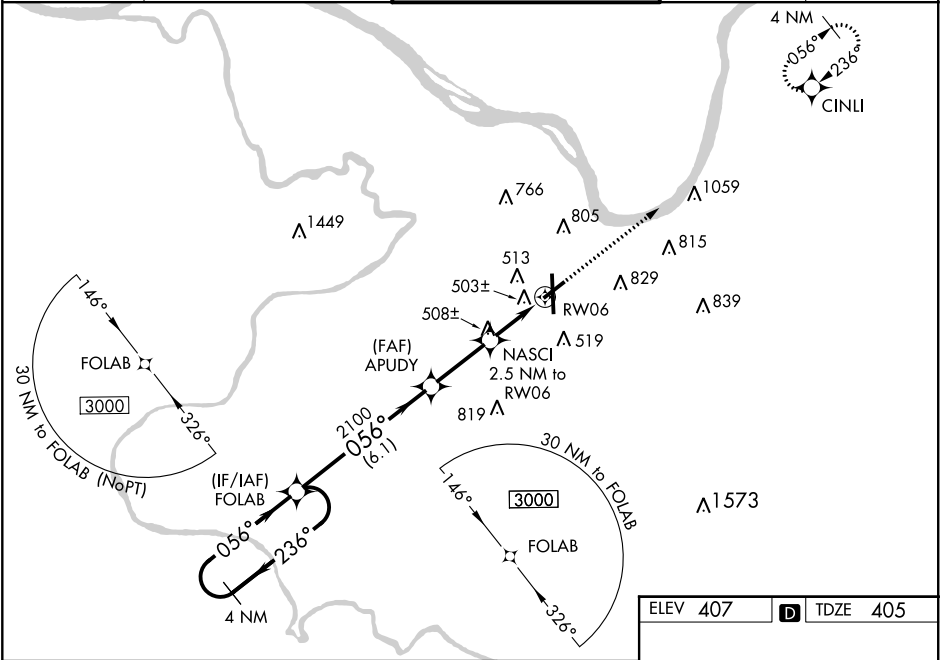 4 NM
056°
236°
CINLI
1449
766
805
1059
815
513
503±
829
RW06
839
508±
519
146°
FOLAB
3000
326°
30 NM to FOLAB (NoPT)
(FAF)
APUDY
NASCI
2.5 NM to
RW06
819
2100
056°
(6.1)
(IF/IAF)
FOLAB
056°
236°
4 NM
30 NM to FOLAB
146°
3000
FOLAB
326°
1573
ELEV 407 D TDZE 405